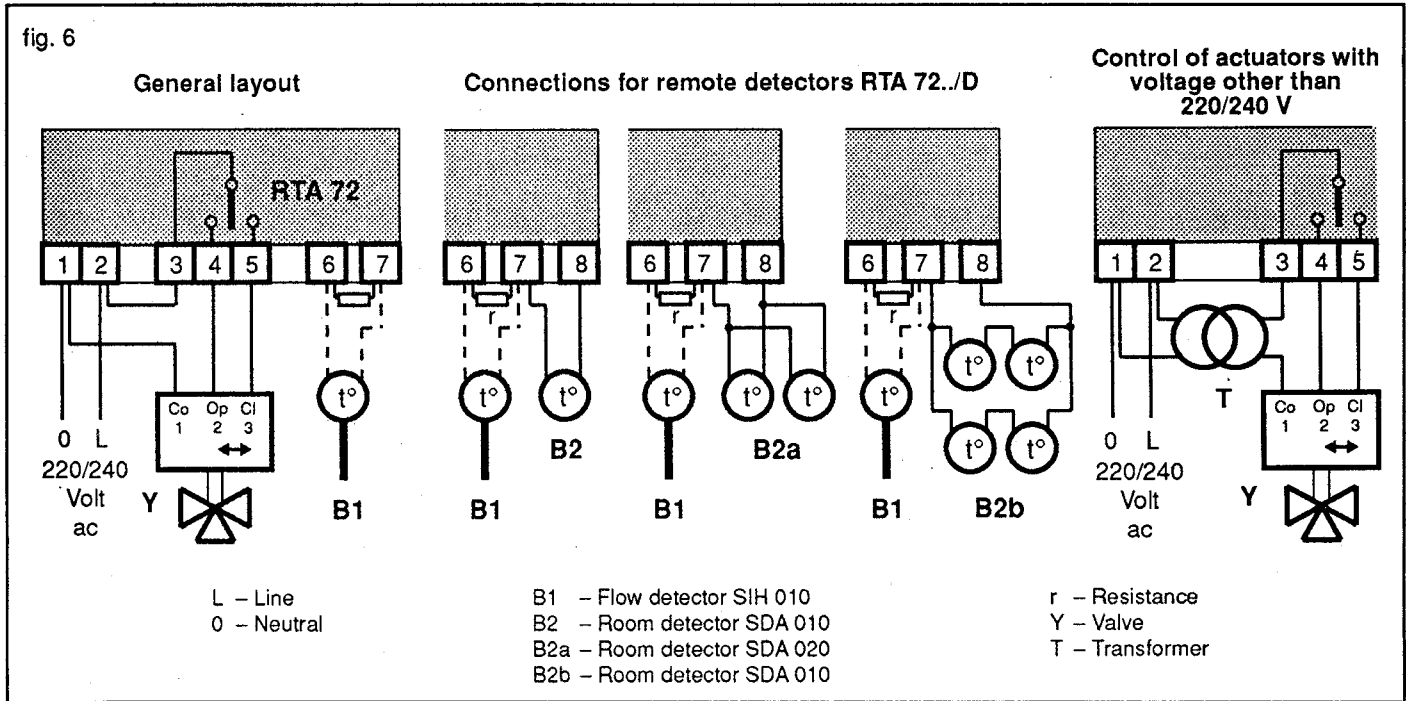 fig. 6
General layout
Connections for remote detectors RTA 72../D
Control of actuators with
voltage other than
220/240 V
RTA 72
1 2 3 4 5 6 7
6 7 8
6 7 8
6 7 8
1 2 3 4 5
r
r
r
t°
t°
t°
t°
t°
t°
t°
t°
t°
t°
t°
T
Co Op Cl
1 2 3
Co Op Cl
1 2 3
0 L
220/240
Volt
ac
Y
B1
B1
B2
B1
B2a
B1
B2b
0 L
220/240
Volt
ac
Y
L – Line
0 – Neutral
B1 – Flow detector SIH 010
B2 – Room detector SDA 010
B2a – Room detector SDA 020
B2b – Room detector SDA 010
r – Resistance
Y – Valve
T – Transformer